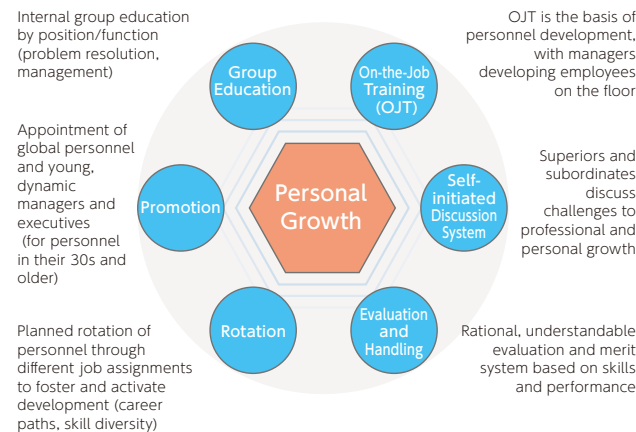 Internal group education
by position/function
(problem resolution,
management)
Group
Education
On-the-Job
Training
(OJT)
OJT is the basis of
personnel development,
with managers
developing employees
on the floor
Appointment of
global personnel
and young,
dynamic
managers and
executives
(for personnel
in their 30s and
older)
Promotion
Personal
Growth
Self-
initiated
Discussion
System
Superiors and
subordinates
discuss
challenges to
professional and
personal growth
Planned rotation of
personnel through
different job assignments
to foster and activate
development (career
paths, skill diversity)
Rotation
Evaluation
and
Handling
Rational, understandable
evaluation and merit
system based on skills
and performance